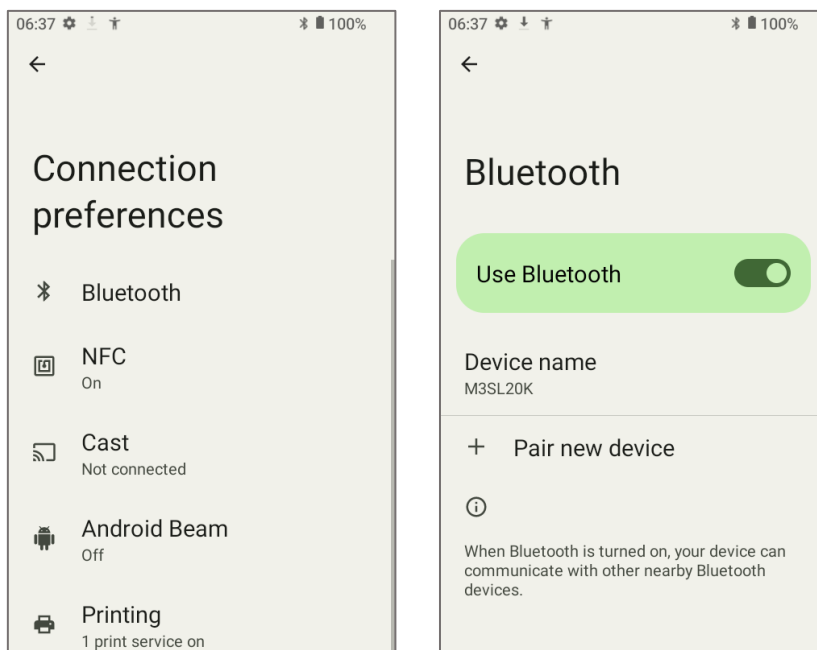 06:37 100%
Connection
preferences
Bluetooth
NFC
On
Cast
Not connected
Android Beam
Off
Printing
1 print service on
06:37 100%
Bluetooth
Use Bluetooth
Device name
M3SL20K
Pair new device
When Bluetooth is turned on, your device can
communicate with other nearby Bluetooth
devices.